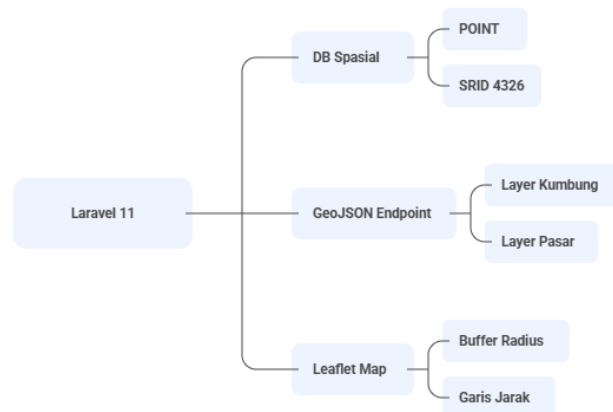 Laravel 11
DB Spasial
POINT
SRID 4326
GeoJSON Endpoint
Layer Kumbung
Layer Pasar
Leaflet Map
Buffer Radius
Garis Jarak